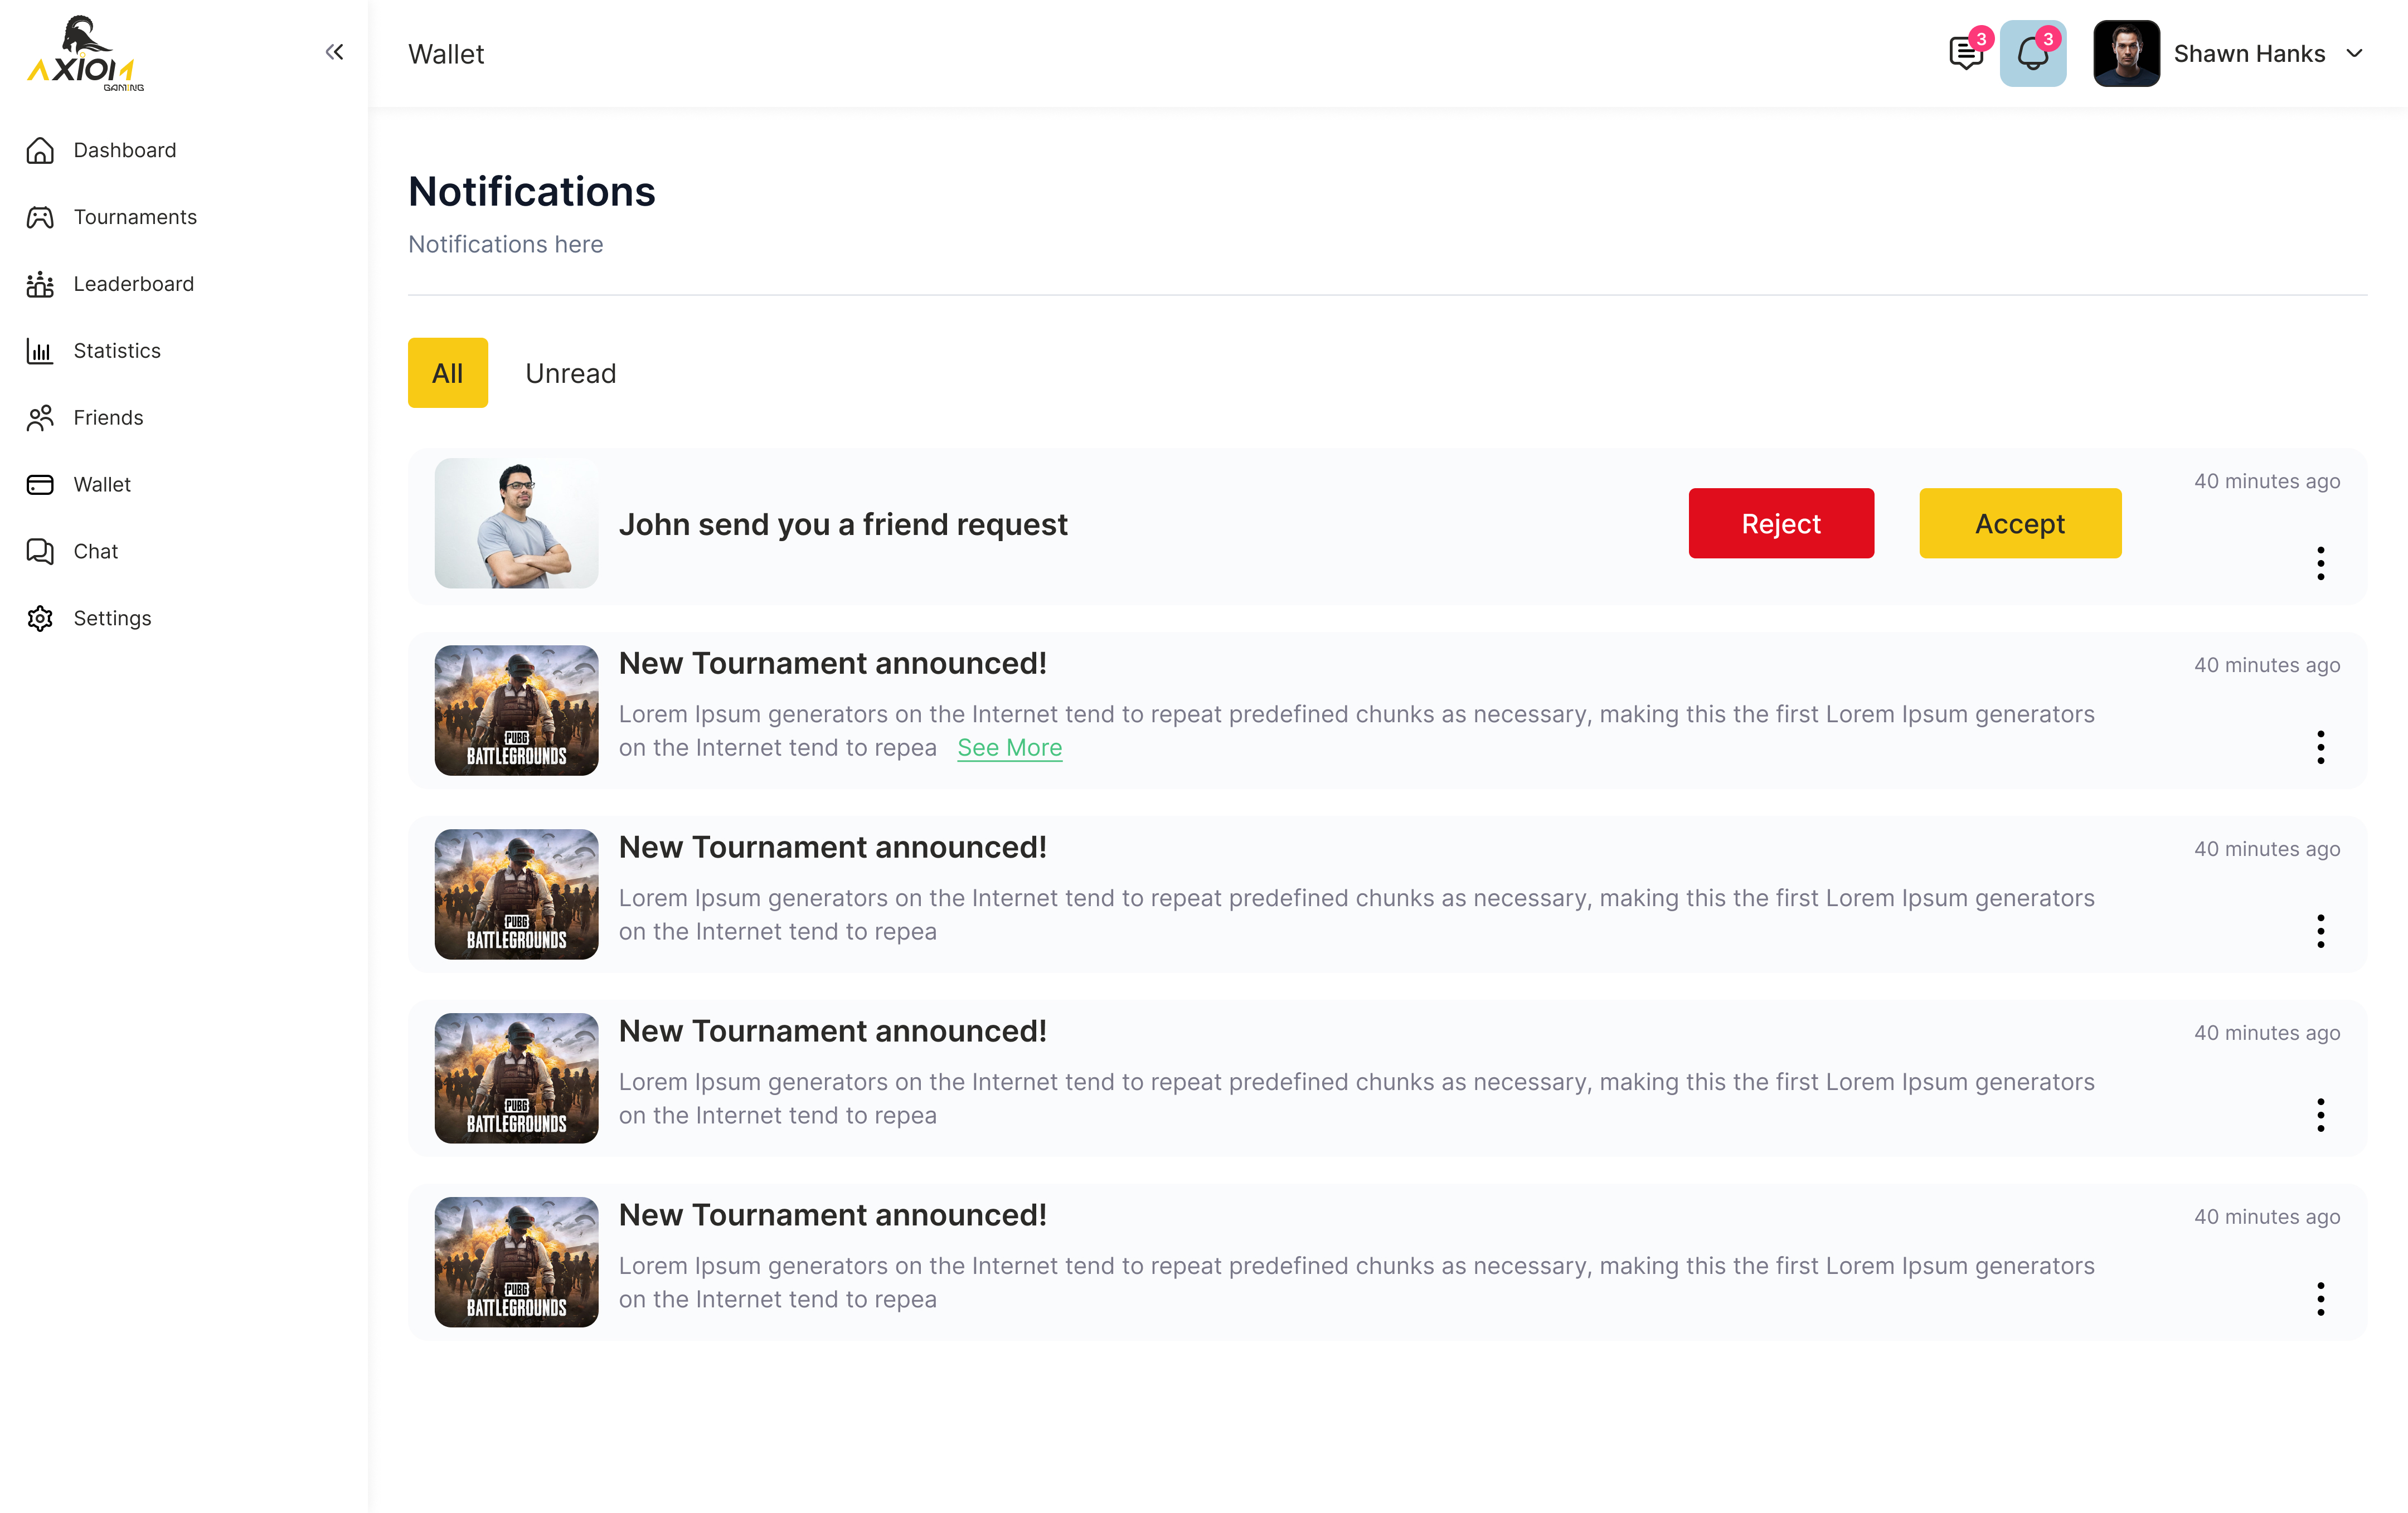 AXIOM
GAMING
Wallet
3
3
Shawn Hanks
Dashboard
Tournaments
Leaderboard
Statistics
Friends
Wallet
Chat
Settings
Notifications
Notifications here
All
Unread
John send you a friend request
Reject
Accept
40 minutes ago
PUBG
BATTLEGROUNDS
New Tournament announced!
40 minutes ago
Lorem Ipsum generators on the Internet tend to repeat predefined chunks as necessary, making this the first Lorem Ipsum generators
on the Internet tend to repea See More
PUBG
BATTLEGROUNDS
New Tournament announced!
40 minutes ago
Lorem Ipsum generators on the Internet tend to repeat predefined chunks as necessary, making this the first Lorem Ipsum generators
on the Internet tend to repea
PUBG
BATTLEGROUNDS
New Tournament announced!
40 minutes ago
Lorem Ipsum generators on the Internet tend to repeat predefined chunks as necessary, making this the first Lorem Ipsum generators
on the Internet tend to repea
PUBG
BATTLEGROUNDS
New Tournament announced!
40 minutes ago
Lorem Ipsum generators on the Internet tend to repeat predefined chunks as necessary, making this the first Lorem Ipsum generators
on the Internet tend to repea